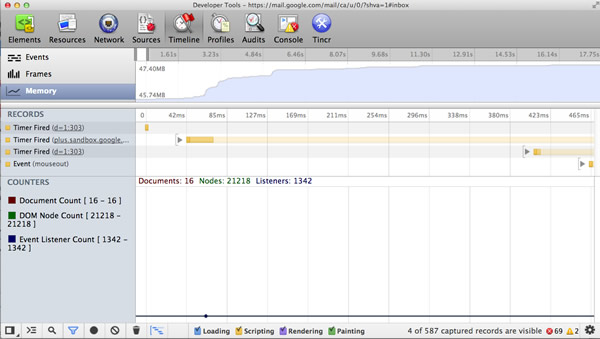 Developer Tools - https://mail.google.com/mail/ca/u/0/?shva=1#inbox
Elements Resources Network Sources Timeline Profiles Audits Console Tincr
1.61s 3.23s 4.84s 6.46s 8.07s 9.68s 11.30s 12.91s 14.53s 16.14s 17.75s
Events
Frames
Memory
47.40MB
45.74MB
RECORDS
0 42ms 85ms 127ms 169ms 211ms 254ms 296ms 338ms 380ms 423ms 465ms
Timer Fired (d=1:303)
Timer Fired (plus.sandbox.google....
Timer Fired (d=1:303)
Event (mouseout)
COUNTERS
Documents: 16 Nodes: 21218 Listeners: 1342
Document Count [ 16 - 16 ]
DOM Node Count [ 21218 -
21218 ]
Event Listener Count [ 1342 -
1342 ]
Loading Scripting Rendering Painting 4 of 587 captured records are visible 69 2